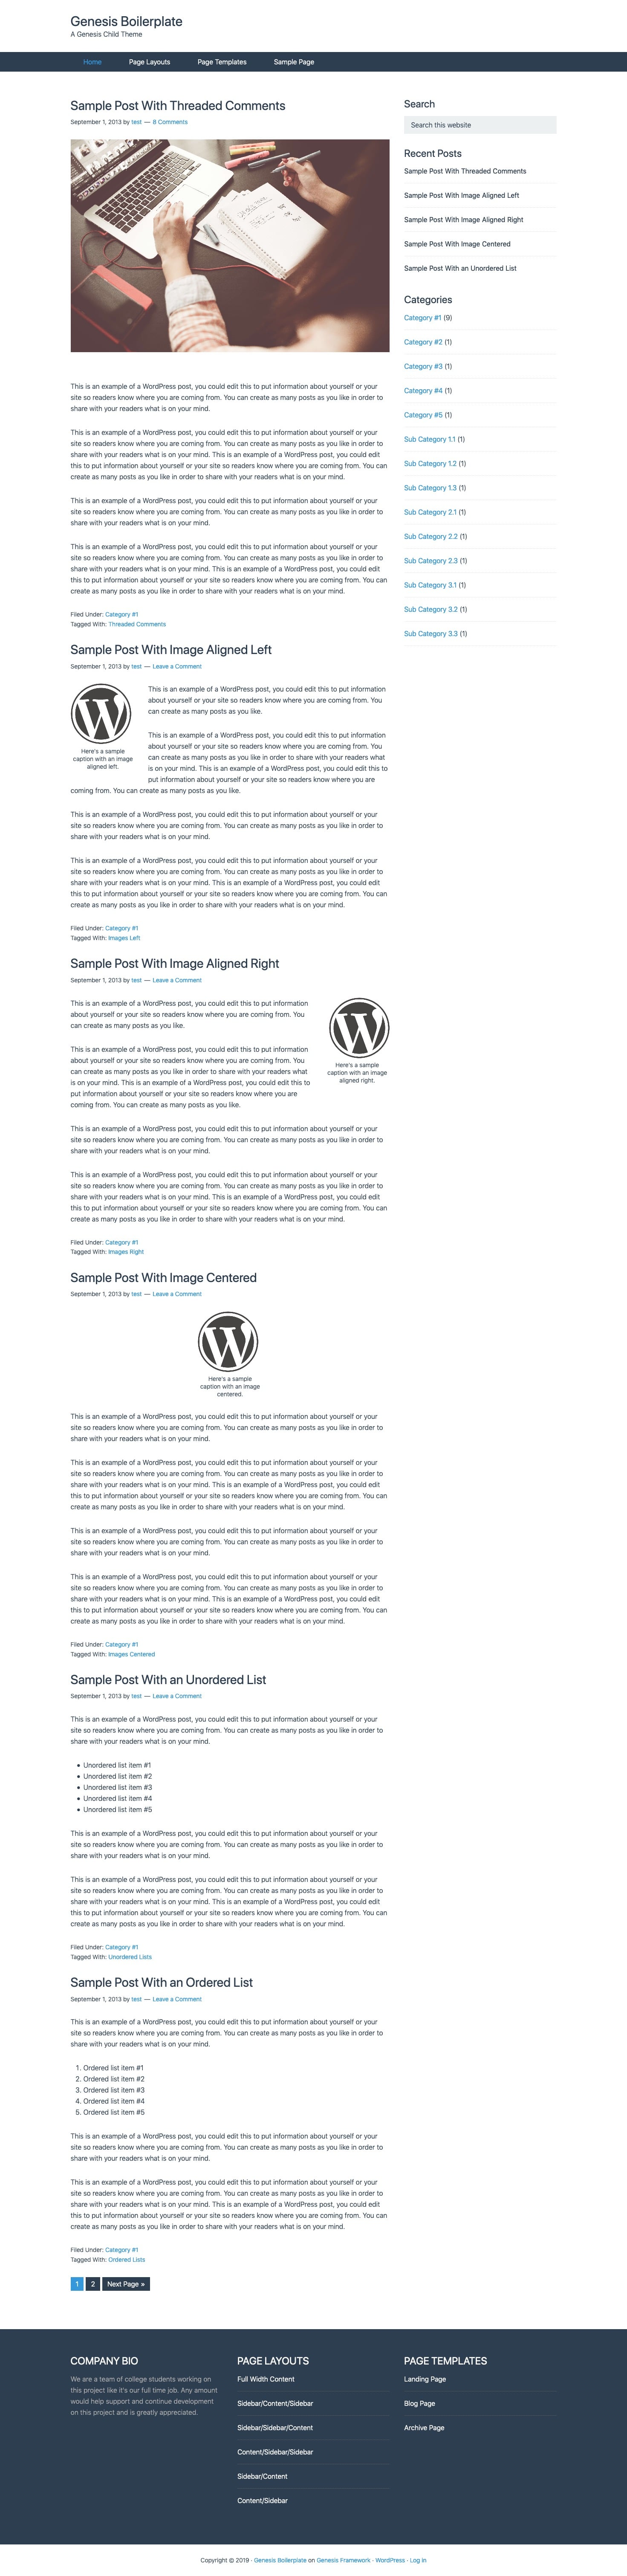 Genesis Boilerplate
A Genesis Child Theme
Home Page Layouts Page Templates Sample Page
Sample Post With Threaded Comments
September 1, 2013 by test — 8 Comments
This is an example of a WordPress post, you could edit this to put information about yourself or your
site so readers know where you are coming from. You can create as many posts as you like in order to
share with your readers what is on your mind.
This is an example of a WordPress post, you could edit this to put information about yourself or your
site so readers know where you are coming from. You can create as many posts as you like in order to
share with your readers what is on your mind. This is an example of a WordPress post, you could edit
this to put information about yourself or your site so readers know where you are coming from. You can
create as many posts as you like in order to share with your readers what is on your mind.
This is an example of a WordPress post, you could edit this to put information about yourself or your
site so readers know where you are coming from. You can create as many posts as you like in order to
share with your readers what is on your mind.
This is an example of a WordPress post, you could edit this to put information about yourself or your
site so readers know where you are coming from. You can create as many posts as you like in order to
share with your readers what is on your mind. This is an example of a WordPress post, you could edit
this to put information about yourself or your site so readers know where you are coming from. You can
create as many posts as you like in order to share with your readers what is on your mind.
Filed Under: Category #1
Tagged With: Threaded Comments
Sample Post With Image Aligned Left
September 1, 2013 by test — Leave a Comment
Here's a sample
caption with an image
aligned left.
This is an example of a WordPress post, you could edit this to put information
about yourself or your site so readers know where you are coming from. You
can create as many posts as you like.
This is an example of a WordPress post, you could edit this to put information
about yourself or your site so readers know where you are coming from. You
can create as many posts as you like in order to share with your readers what
is on your mind. This is an example of a WordPress post, you could edit this to
put information about yourself or your site so readers know where you are
coming from. You can create as many posts as you like.
This is an example of a WordPress post, you could edit this to put information about yourself or your
site so readers know where you are coming from. You can create as many posts as you like in order to
share with your readers what is on your mind.
This is an example of a WordPress post, you could edit this to put information about yourself or your
site so readers know where you are coming from. You can create as many posts as you like in order to
share with your readers what is on your mind. This is an example of a WordPress post, you could edit
this to put information about yourself or your site so readers know where you are coming from. You can
create as many posts as you like in order to share with your readers what is on your mind.
Filed Under: Category #1
Tagged With: Images Left
Sample Post With Image Aligned Right
September 1, 2013 by test — Leave a Comment
Here's a sample
caption with an image
aligned right.
This is an example of a WordPress post, you could edit this to put information
about yourself or your site so readers know where you are coming from. You
can create as many posts as you like.
This is an example of a WordPress post, you could edit this to put information
about yourself or your site so readers know where you are coming from. You
can create as many posts as you like in order to share with your readers what
is on your mind. This is an example of a WordPress post, you could edit this to
put information about yourself or your site so readers know where you are
coming from. You can create as many posts as you like.
This is an example of a WordPress post, you could edit this to put information about yourself or your
site so readers know where you are coming from. You can create as many posts as you like in order to
share with your readers what is on your mind.
This is an example of a WordPress post, you could edit this to put information about yourself or your
site so readers know where you are coming from. You can create as many posts as you like in order to
share with your readers what is on your mind. This is an example of a WordPress post, you could edit
this to put information about yourself or your site so readers know where you are coming from. You can
create as many posts as you like in order to share with your readers what is on your mind.
Filed Under: Category #1
Tagged With: Images Right
Sample Post With Image Centered
September 1, 2013 by test — Leave a Comment
Here's a sample
caption with an image
centered.
This is an example of a WordPress post, you could edit this to put information about yourself or your
site so readers know where you are coming from. You can create as many posts as you like in order to
share with your readers what is on your mind.
This is an example of a WordPress post, you could edit this to put information about yourself or your
site so readers know where you are coming from. You can create as many posts as you like in order to
share with your readers what is on your mind. This is an example of a WordPress post, you could edit
this to put information about yourself or your site so readers know where you are coming from. You can
create as many posts as you like in order to share with your readers what is on your mind.
This is an example of a WordPress post, you could edit this to put information about yourself or your
site so readers know where you are coming from. You can create as many posts as you like in order to
share with your readers what is on your mind.
This is an example of a WordPress post, you could edit this to put information about yourself or your
site so readers know where you are coming from. You can create as many posts as you like in order to
share with your readers what is on your mind. This is an example of a WordPress post, you could edit
this to put information about yourself or your site so readers know where you are coming from. You can
create as many posts as you like in order to share with your readers what is on your mind.
Filed Under: Category #1
Tagged With: Images Centered
Sample Post With an Unordered List
September 1, 2013 by test — Leave a Comment
This is an example of a WordPress post, you could edit this to put information about yourself or your
site so readers know where you are coming from. You can create as many posts as you like in order to
share with your readers what is on your mind.
• Unordered list item #1
• Unordered list item #2
• Unordered list item #3
• Unordered list item #4
• Unordered list item #5
This is an example of a WordPress post, you could edit this to put information about yourself or your
site so readers know where you are coming from. You can create as many posts as you like in order to
share with your readers what is on your mind.
This is an example of a WordPress post, you could edit this to put information about yourself or your
site so readers know where you are coming from. You can create as many posts as you like in order to
share with your readers what is on your mind. This is an example of a WordPress post, you could edit
this to put information about yourself or your site so readers know where you are coming from. You can
create as many posts as you like in order to share with your readers what is on your mind.
Filed Under: Category #1
Tagged With: Unordered Lists
Sample Post With an Ordered List
September 1, 2013 by test — Leave a Comment
This is an example of a WordPress post, you could edit this to put information about yourself or your
site so readers know where you are coming from. You can create as many posts as you like in order to
share with your readers what is on your mind.
1. Ordered list item #1
2. Ordered list item #2
3. Ordered list item #3
4. Ordered list item #4
5. Ordered list item #5
This is an example of a WordPress post, you could edit this to put information about yourself or your
site so readers know where you are coming from. You can create as many posts as you like in order to
share with your readers what is on your mind.
This is an example of a WordPress post, you could edit this to put information about yourself or your
site so readers know where you are coming from. You can create as many posts as you like in order to
share with your readers what is on your mind. This is an example of a WordPress post, you could edit
this to put information about yourself or your site so readers know where you are coming from. You can
create as many posts as you like in order to share with your readers what is on your mind.
Filed Under: Category #1
Tagged With: Ordered Lists
1 2 Next Page »
Search
Search this website
Recent Posts
Sample Post With Threaded Comments
Sample Post With Image Aligned Left
Sample Post With Image Aligned Right
Sample Post With Image Centered
Sample Post With an Unordered List
Categories
Category #1 (9)
Category #2 (1)
Category #3 (1)
Category #4 (1)
Category #5 (1)
Sub Category 1.1 (1)
Sub Category 1.2 (1)
Sub Category 1.3 (1)
Sub Category 2.1 (1)
Sub Category 2.2 (1)
Sub Category 2.3 (1)
Sub Category 3.1 (1)
Sub Category 3.2 (1)
Sub Category 3.3 (1)
COMPANY BIO
We are a team of college students working on
this project like it's our full time job. Any amount
would help support and continue development
on this project and is greatly appreciated.
PAGE LAYOUTS
Full Width Content
Sidebar/Content/Sidebar
Sidebar/Sidebar/Content
Content/Sidebar/Sidebar
Sidebar/Content
Content/Sidebar
PAGE TEMPLATES
Landing Page
Blog Page
Archive Page
Copyright © 2019 · Genesis Boilerplate on Genesis Framework · WordPress · Log in